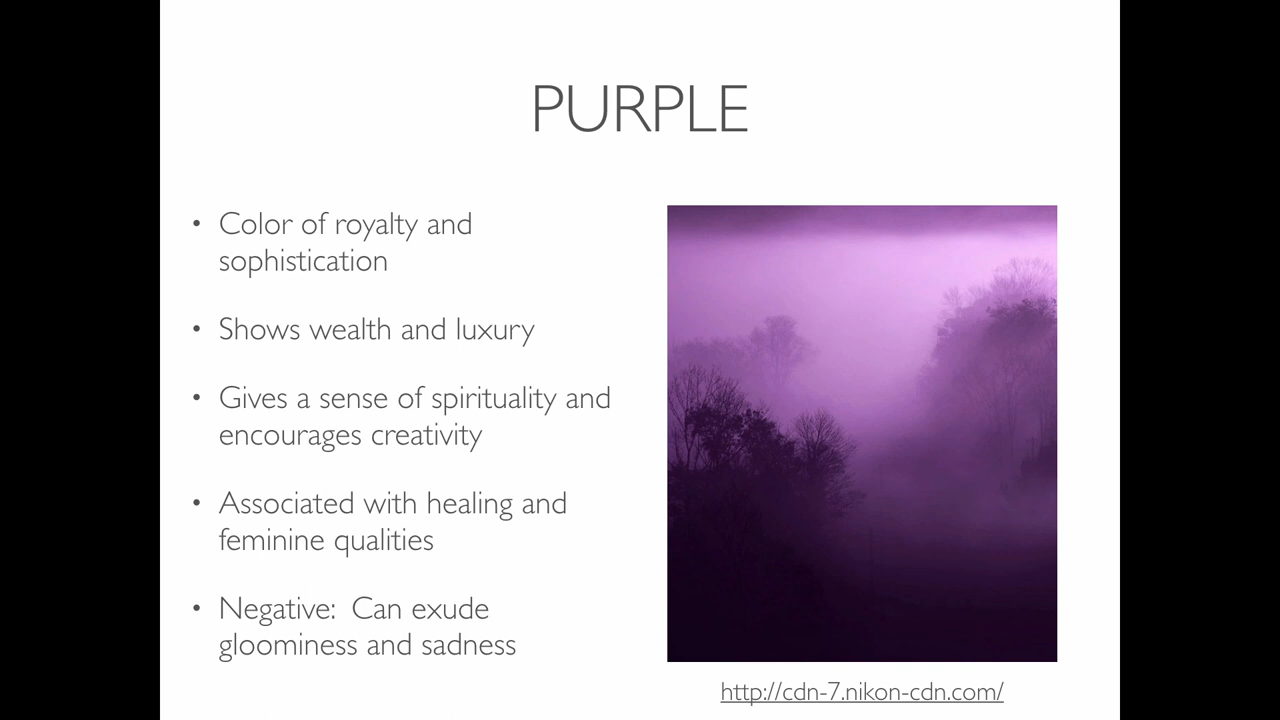 PURPLE
• Color of royalty and
sophistication
• Shows wealth and luxury
• Gives a sense of spirituality and
encourages creativity
• Associated with healing and
feminine qualities
• Negative:  Can exude
gloominess and sadness
http://cdn-7.nikon-cdn.com/